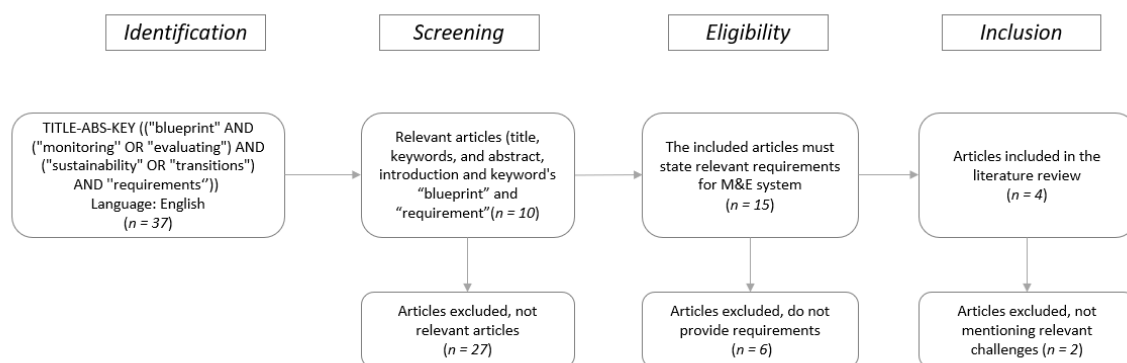 Identification
Screening
Eligibility
Inclusion
TITLE-ABS-KEY (("blueprint" AND
("monitoring" OR "evaluating") AND
("sustainability" OR "transitions")
AND "requirements“))
Language: English
(n = 37)
Relevant articles (title,
keywords, and abstract,
introduction and keyword's
“blueprint” and
“requirement”(n = 10)
The included articles must
state relevant requirements
for M&E system
(n = 15)
Articles included in the
literature review
(n = 4)
Articles excluded, not
relevant articles
(n = 27)
Articles excluded, do not
provide requirements
(n = 6)
Articles excluded, not
mentioning relevant
challenges (n = 2)